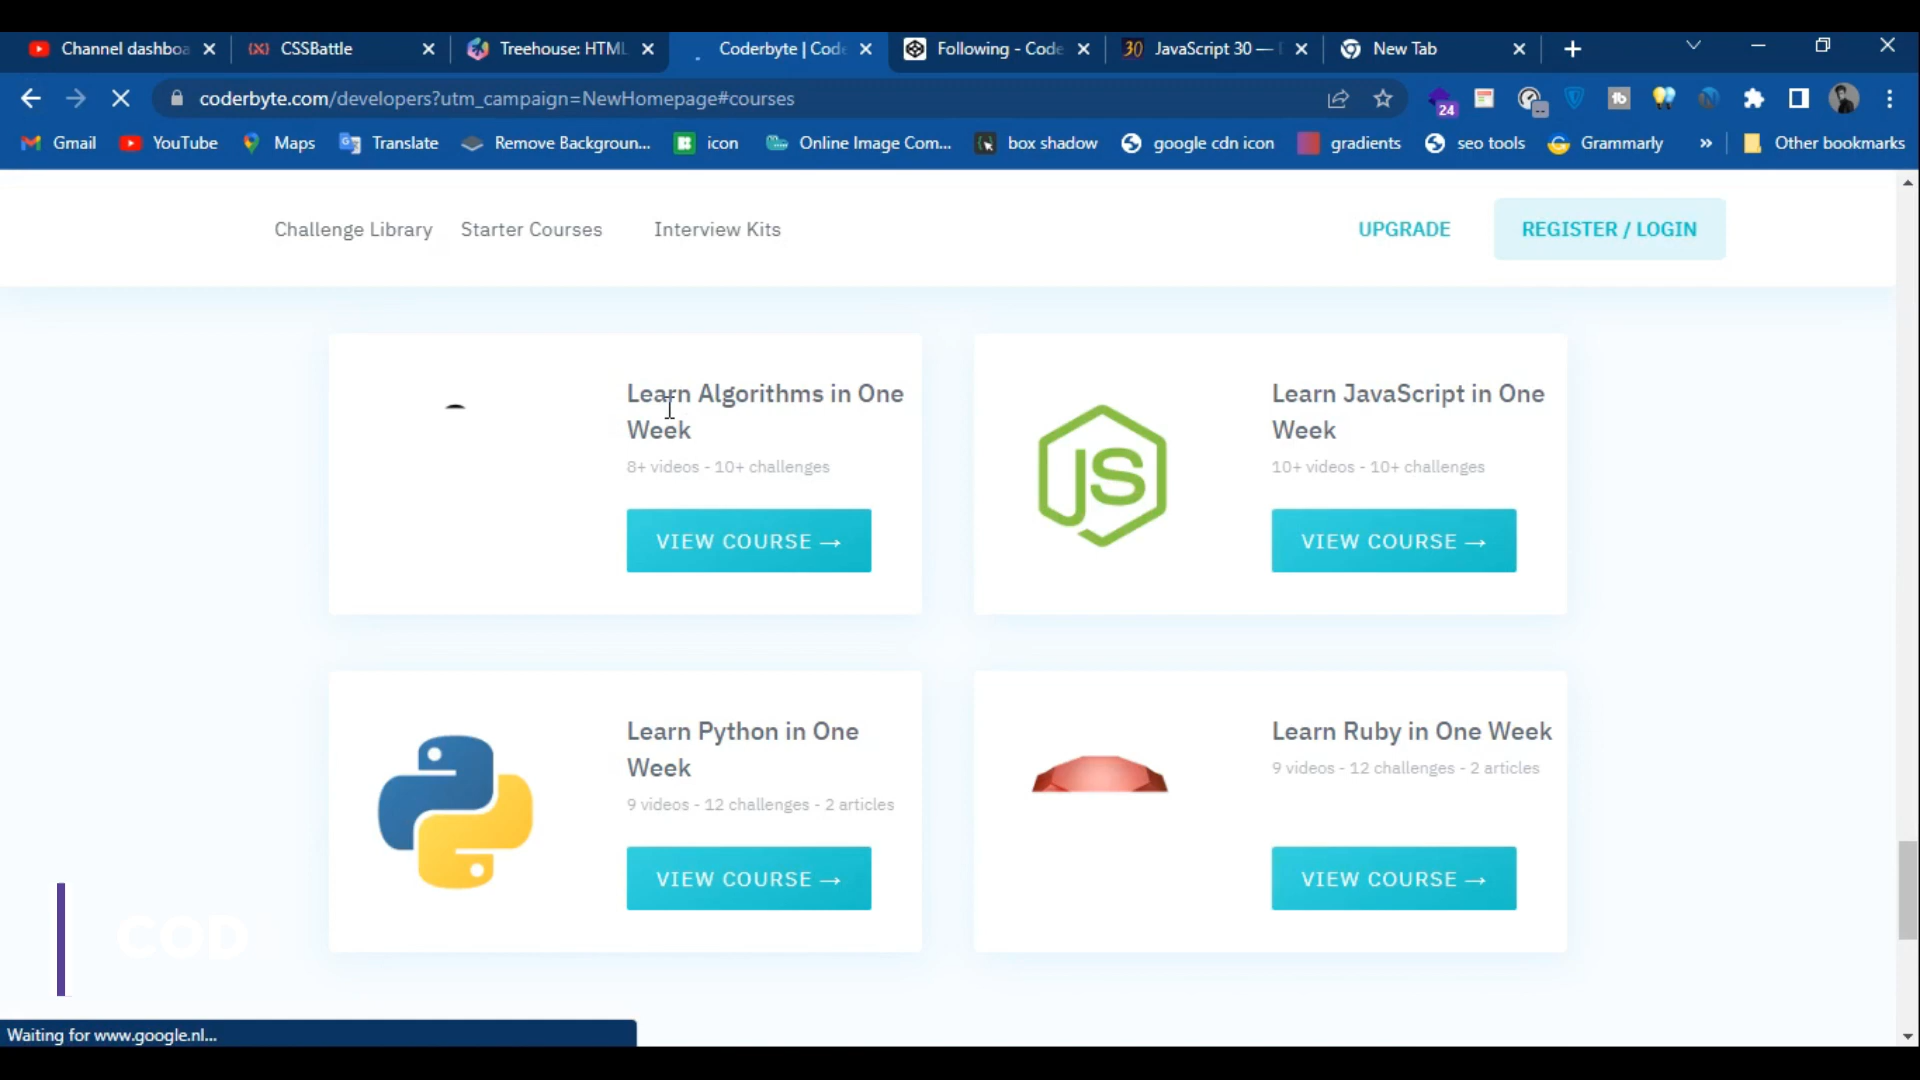 Channel dashboa
CSSBattle
Treehouse: HTML
Coderbyte | Code
Following - Code
30 JavaScript 30 —
New Tab
coderbyte.com/developers?utm_campaign=NewHomepage#courses
24
Gmail YouTube Maps Translate Remove Backgroun... icon Online Image Com... box shadow google cdn icon gradients seo tools Grammarly » Other bookmarks
Challenge Library Starter Courses Interview Kits UPGRADE REGISTER / LOGIN
Learn Algorithms in One
Week
8+ videos - 10+ challenges
VIEW COURSE →
JS
Learn JavaScript in One
Week
10+ videos - 10+ challenges
VIEW COURSE →
Learn Python in One
Week
9 videos - 12 challenges - 2 articles
VIEW COURSE →
Learn Ruby in One Week
9 videos - 12 challenges - 2 articles
VIEW COURSE →
COD
Waiting for www.google.nl...